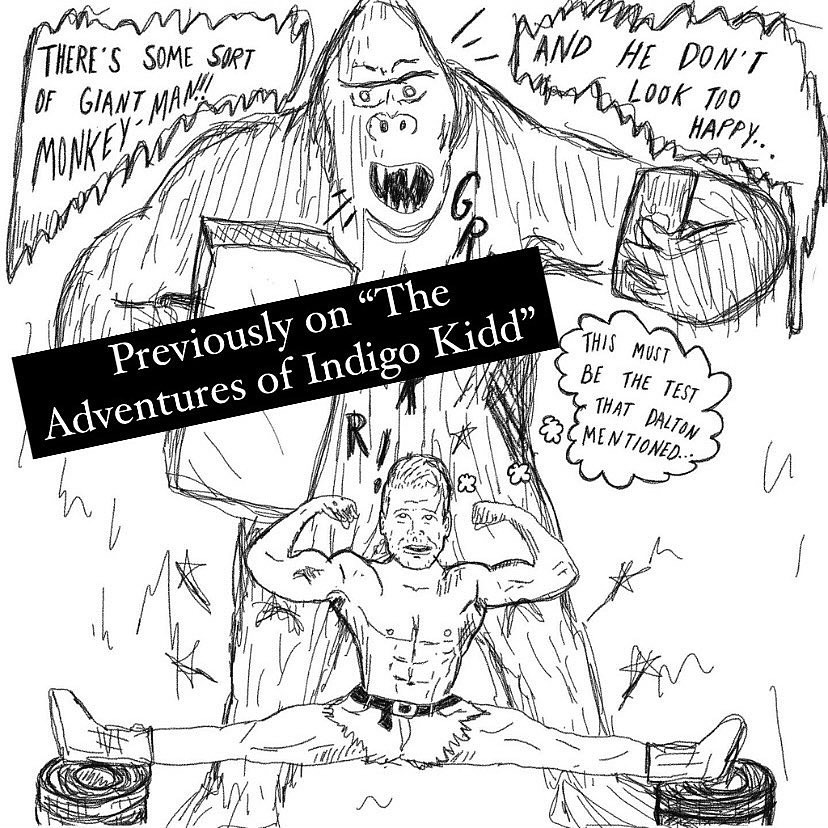 THERE'S SOME SORT
OF GIANT
MONKEY-MAN!!!
AND HE DON'T
LOOK TOO
HAPPY...
GR
Previously on “The
Adventures of Indigo Kidd”
R!
THIS MUST
BE THE TEST
THAT DALTON
MENTIONED...